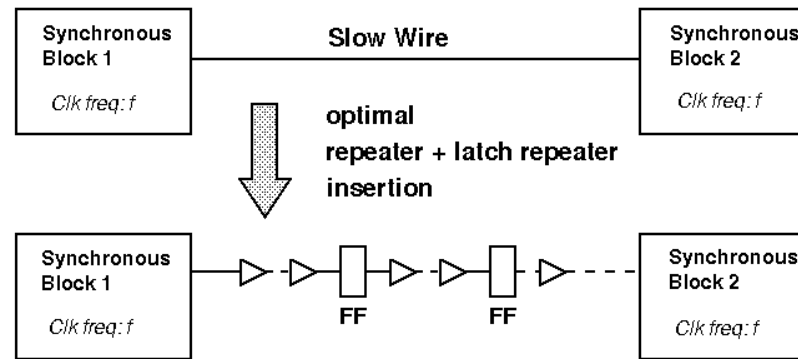 Synchronous
Block 1
Clk freq: f
Slow Wire
Synchronous
Block 2
Clk freq: f
optimal
repeater + latch repeater
insertion
Synchronous
Block 1
Clk freq: f
FF
FF
Synchronous
Block 2
Clk freq: f